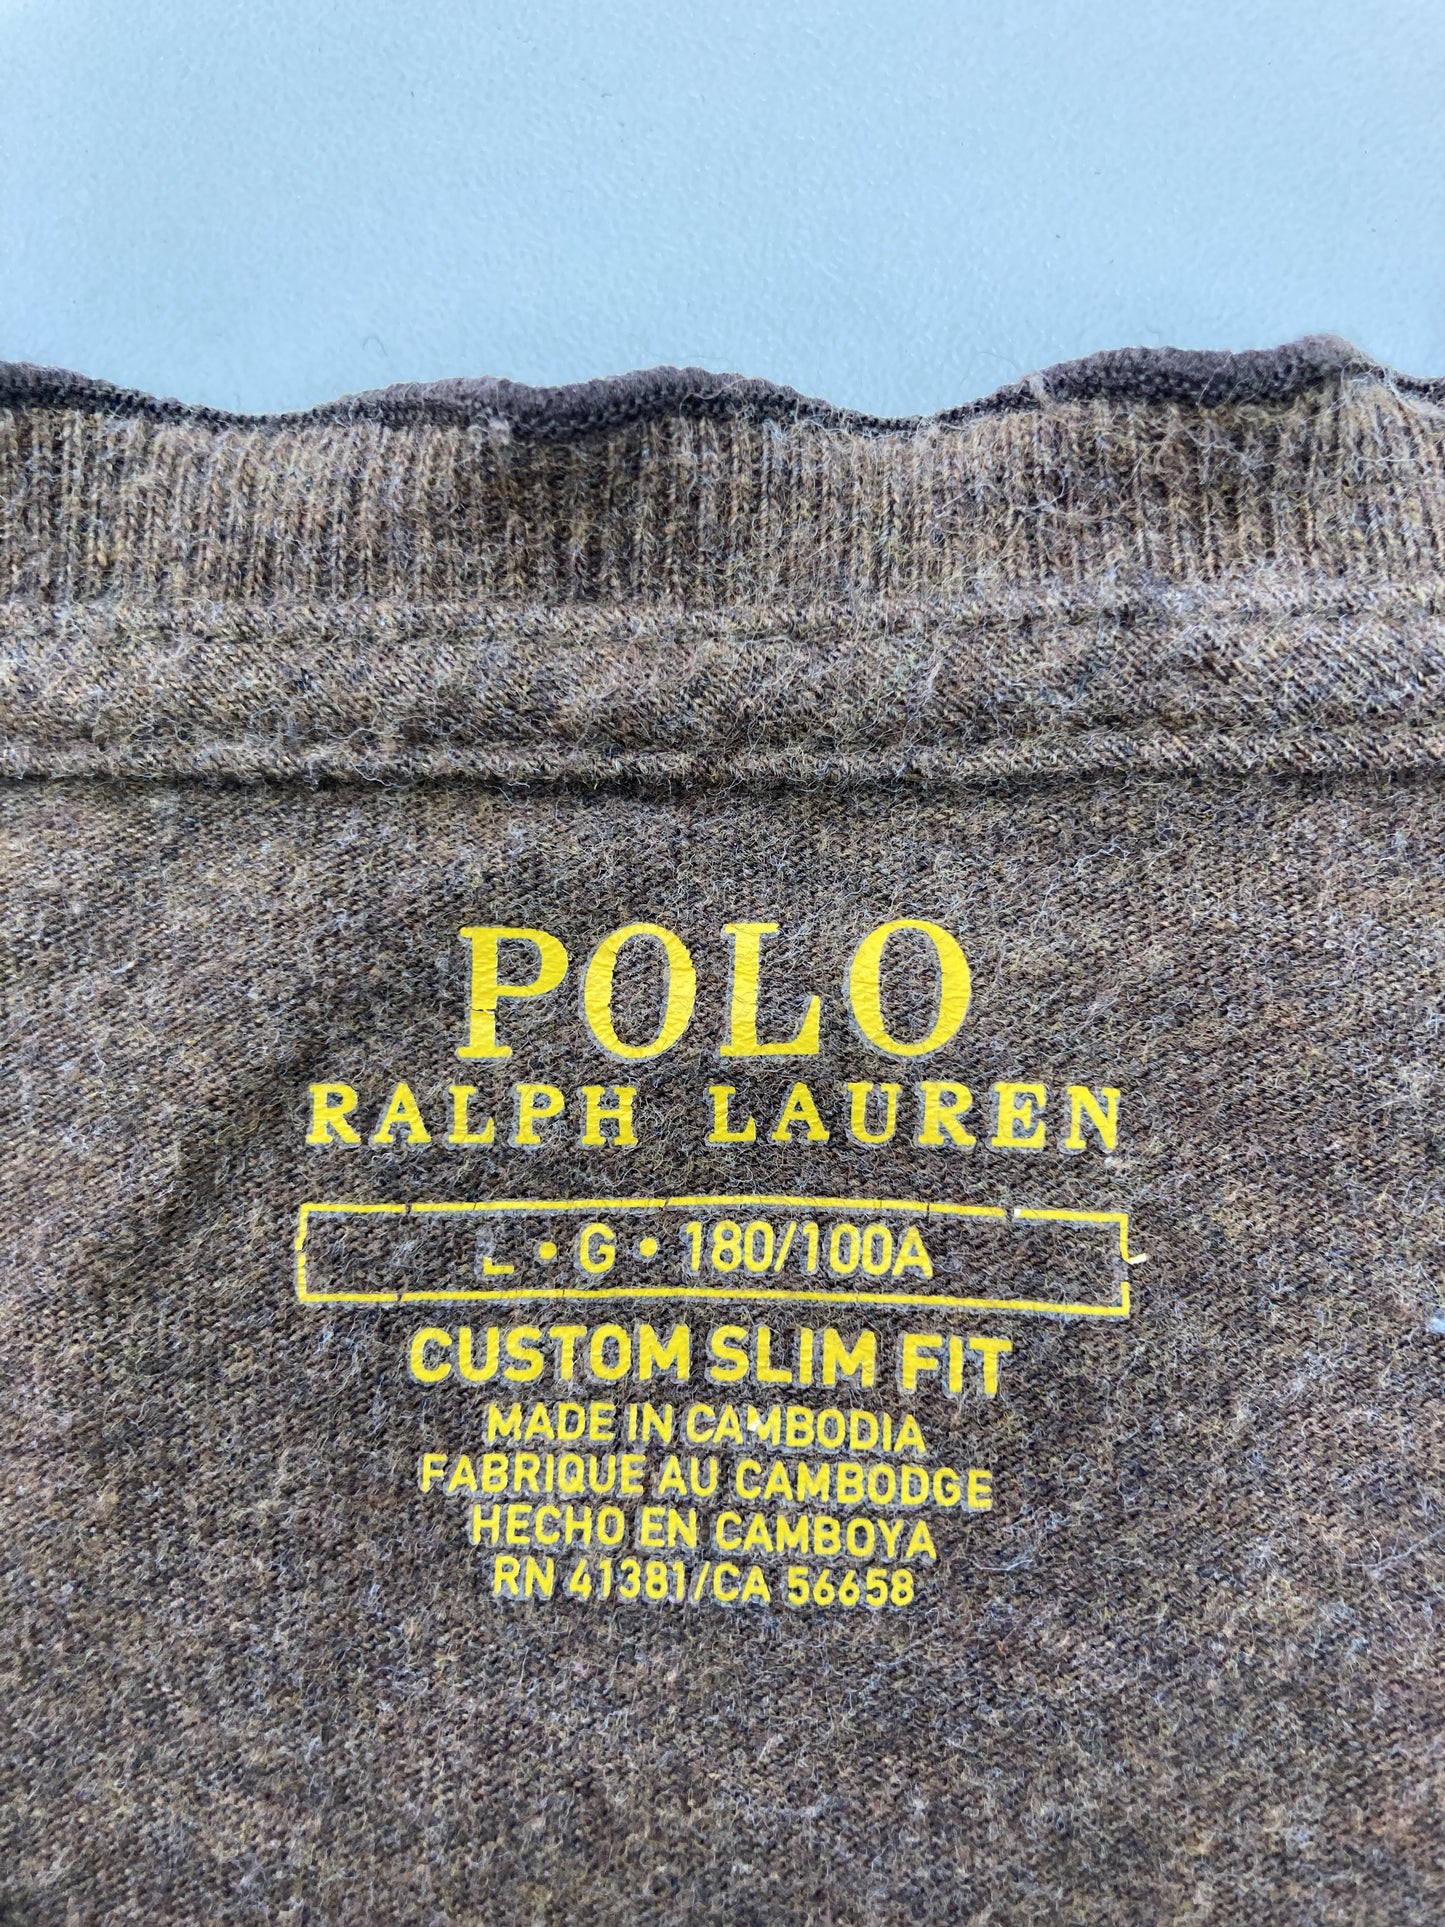 POLO
RALPH LAUREN
L • G • 180/100A
CUSTOM SLIM FIT
MADE IN CAMBODIA
FABRIQUE AU CAMBODGE
HECHO EN CAMBOYA
RN 41381/CA 56658